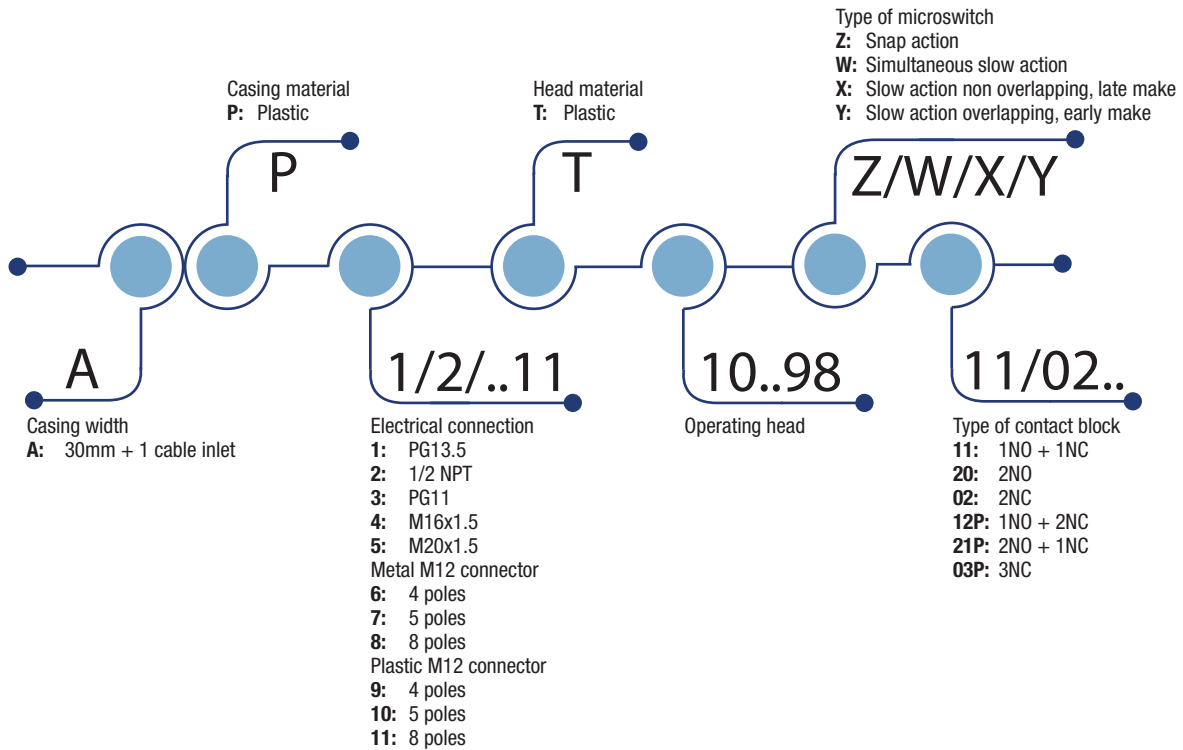 Type of microswitch
Z: Snap action
W: Simultaneous slow action
X: Slow action non overlapping, late make
Y: Slow action overlapping, early make
Casing material
P: Plastic
Head material
T: Plastic
P
T
Z/W/X/Y
A
1/2/..11
10..98
11/02..
Casing width
A: 30mm + 1 cable inlet
Electrical connection
1: PG13.5
2: 1/2 NPT
3: PG11
4: M16x1.5
5: M20x1.5
Metal M12 connector
6: 4 poles
7: 5 poles
8: 8 poles
Plastic M12 connector
9: 4 poles
10: 5 poles
11: 8 poles
Operating head
Type of contact block
11: 1NO + 1NC
20: 2NO
02: 2NC
12P: 1NO + 2NC
21P: 2NO + 1NC
03P: 3NC